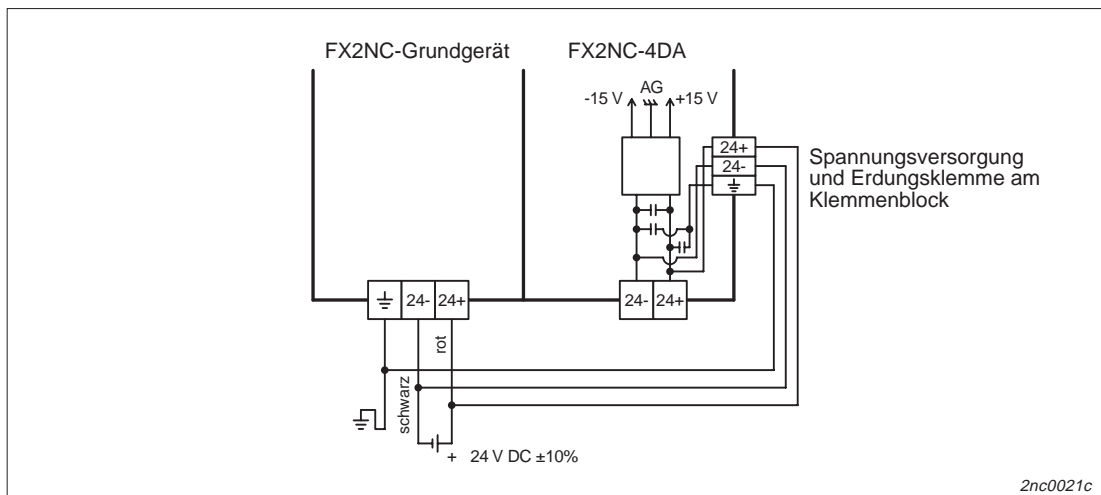 FX2NC-Grundgerät
FX2NC-4DA
AG
-15 V
+15 V
24+
24-
Spannungsversorgung
und Erdungsklemme am
Klemmenblock
24-
24+
24-
24+
rot
schwarz
+ 24 V DC ±10%
2nc0021c